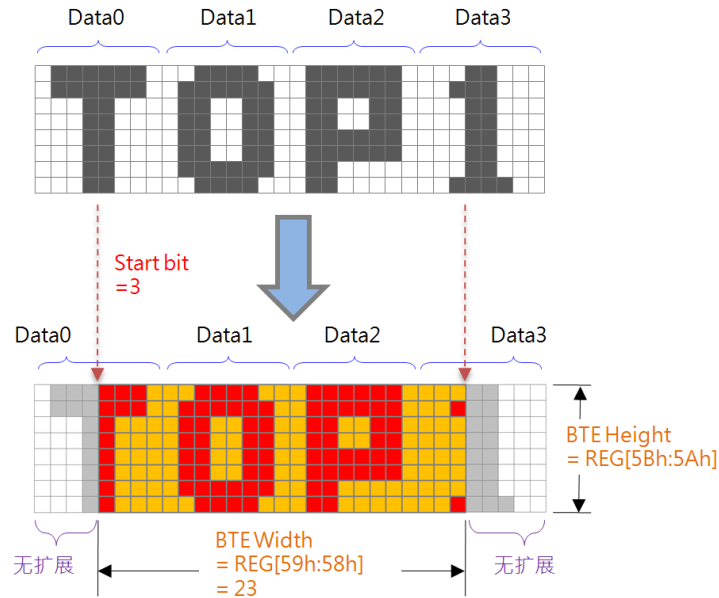 Data0 Data1 Data2 Data3
Start bit
=3
Data0 Data1 Data2 Data3
BTE Height
= REG[5Bh:5Ah]
BTE Width
= REG[59h:58h]
= 23
无扩展 无扩展